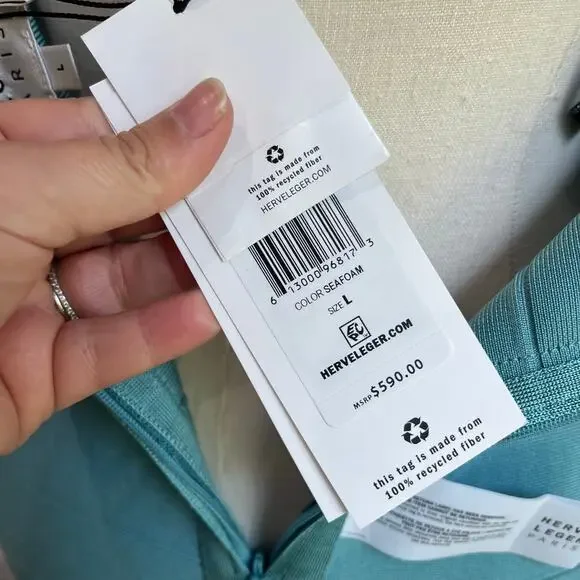 L
this tag is made from
100% recycled fiber
HERVELEGER.COM
6 13000 96817 3
COLOR SEAFOAM
SIZE L
HERVELEGER.COM
MSRP $590.00
this tag is made from
100% recycled fiber
HERV
LEGER
PARIS